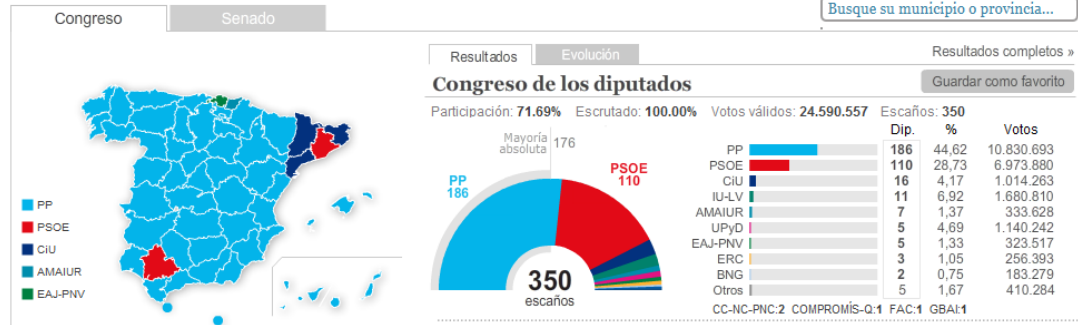 Busque su municipio o provincia...
Congreso Senado
Resultados Evolución Resultados completos »
Congreso de los diputados Guardar como favorito
Participación: 71.69% Escrutado: 100.00% Votos válidos: 24.590.557 Escaños: 350
Mayoría absoluta 176
PP 186
PSOE 110
350 escaños
Dip. % Votos
PP 186 44,62 10.830.693
PSOE 110 28,73 6.973.880
CiU 16 4,17 1.014.263
IU-LV 11 6,92 1.680.810
AMAIUR 7 1,37 333.628
UPyD 5 4,69 1.140.242
EAJ-PNV 5 1,33 323.517
ERC 3 1,05 256.393
BNG 2 0,75 183.279
Otros 5 1,67 410.284
CC-NC-PNC:2 COMPROMÍS-Q:1 FAC:1 GBAI:1
PP
PSOE
CiU
AMAIUR
EAJ-PNV